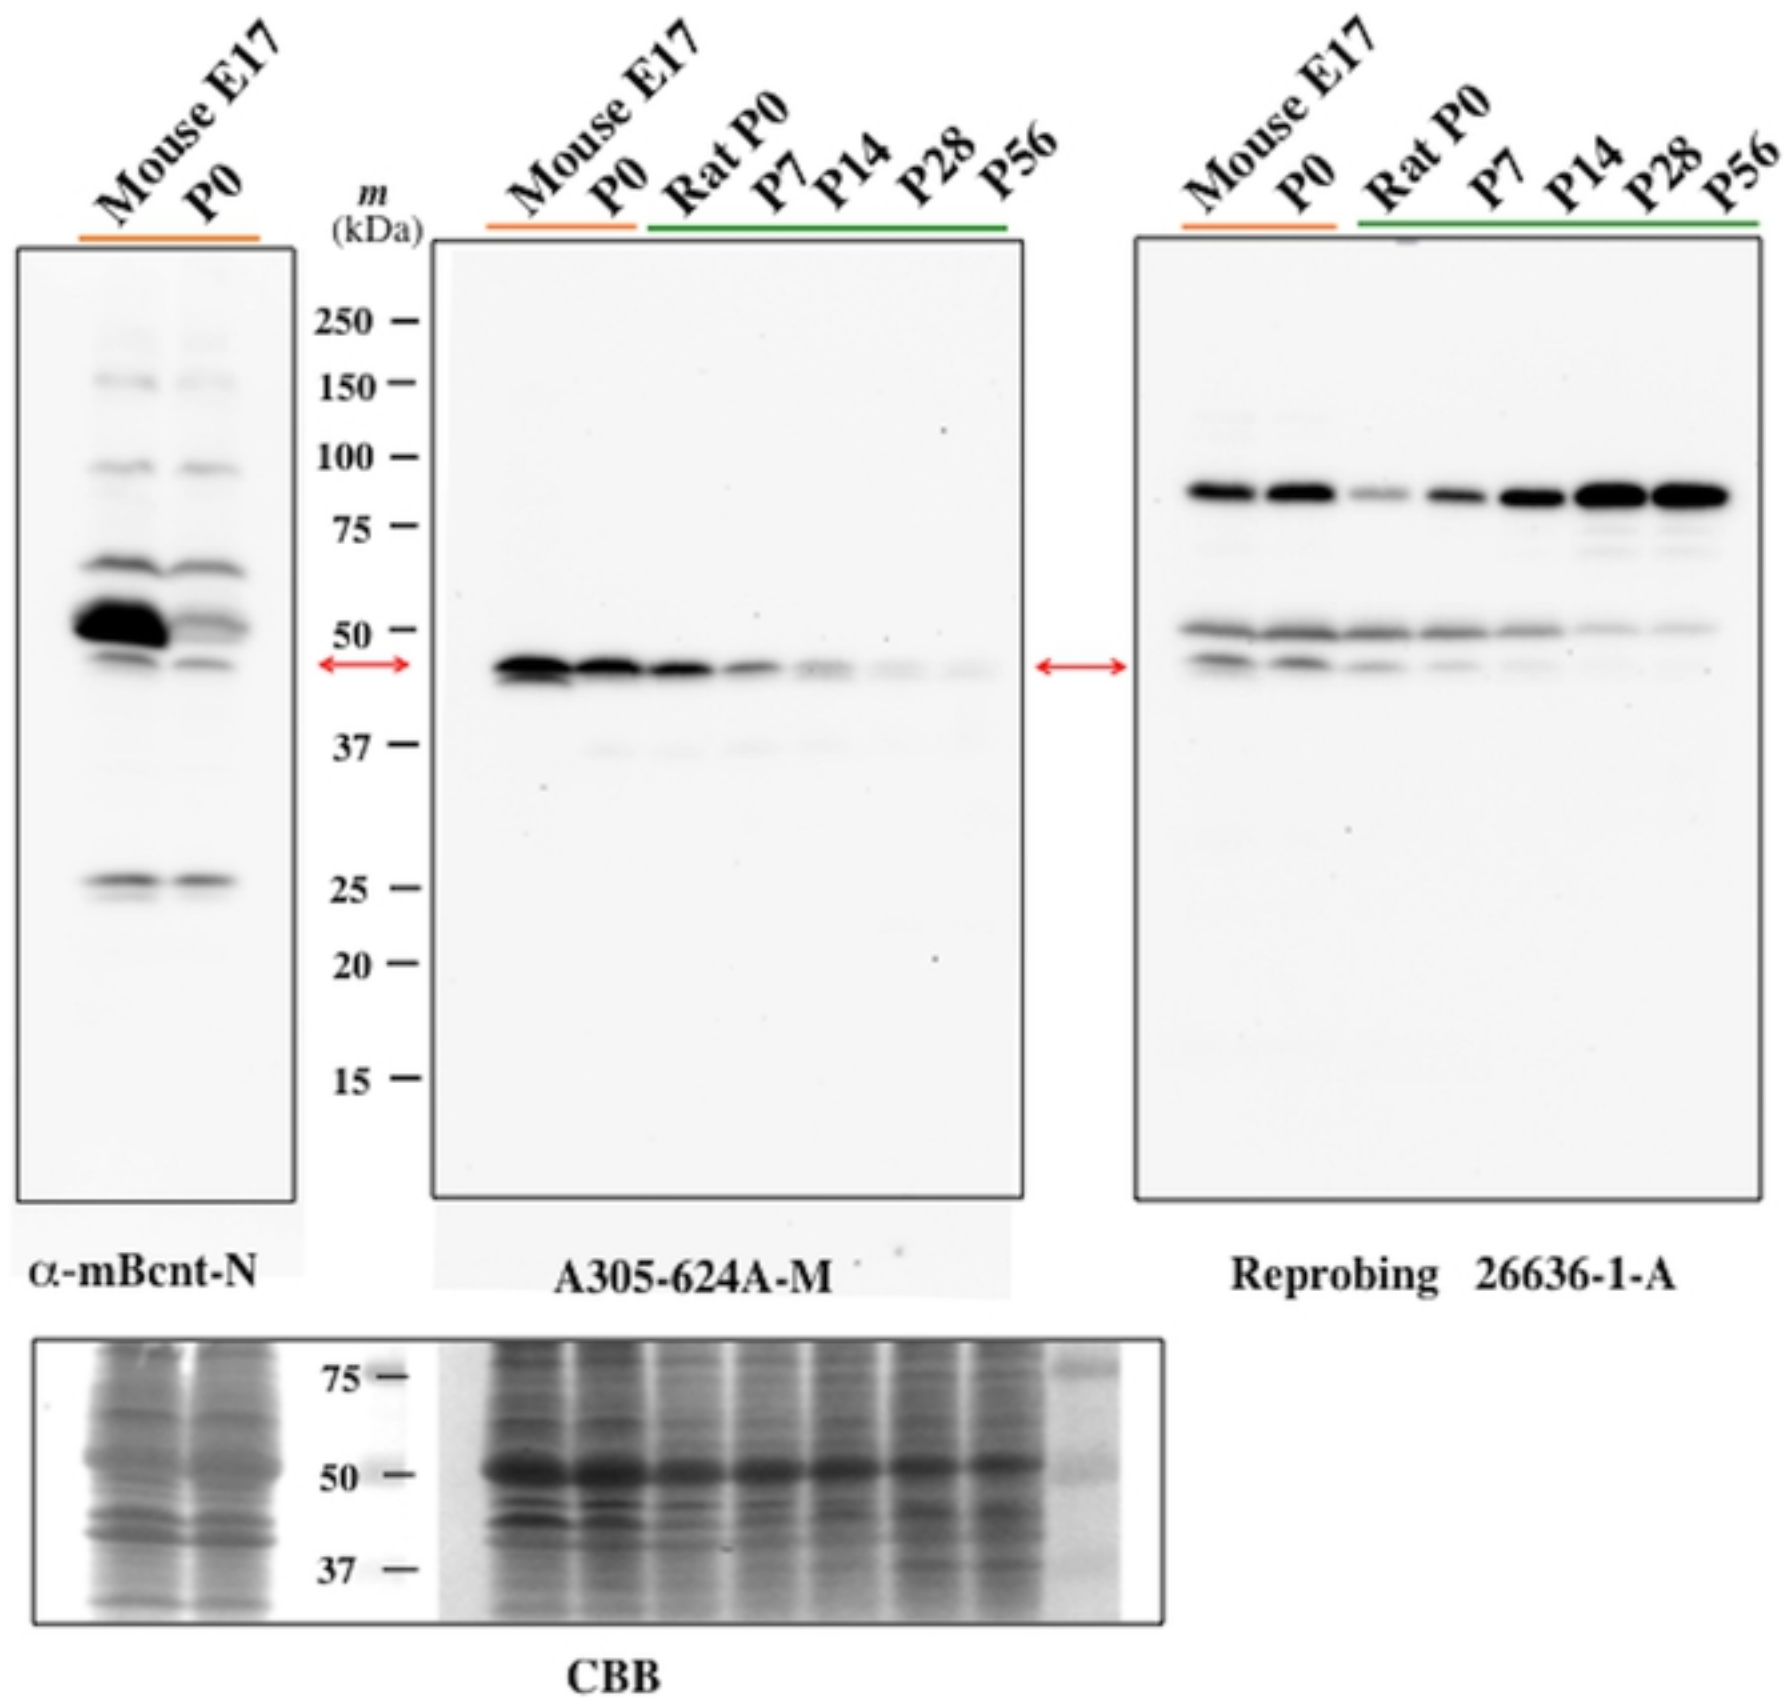 Mouse E17
P0
m
(kDa)
Mouse E17
P0
Rat P0
P7
P14
P28
P56
Mouse E17
P0
Rat P0
P7
P14
P28
P56
250
150
100
75
50
37
25
20
15
α-mBcnt-N
A305-624A-M
Reprobing 26636-1-A
75
50
37
CBB